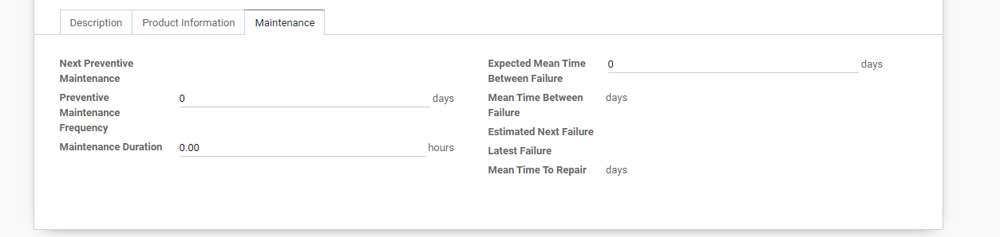 Description Product Information Maintenance
Next Preventive
Maintenance
Preventive
Maintenance
Frequency
0 days
Maintenance Duration 0.00 hours
Expected Mean Time
Between Failure
0 days
Mean Time Between
Failure
days
Estimated Next Failure
Latest Failure
Mean Time To Repair days